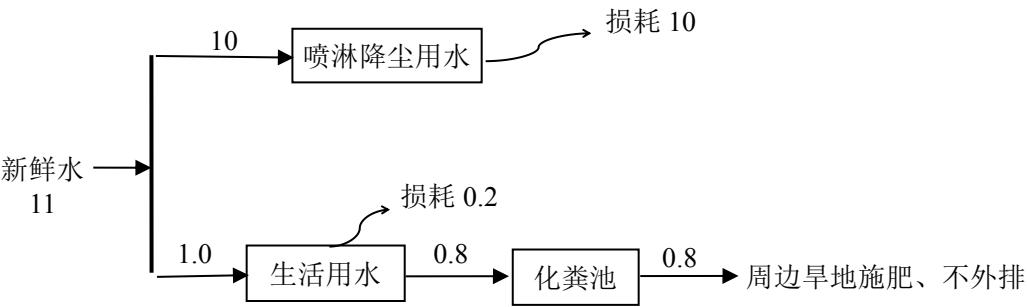 损耗 10
10
喷淋降尘用水
新鲜水
11
损耗 0.2
1.0
生活用水
0.8
化粪池
0.8
周边旱地施肥、不外排